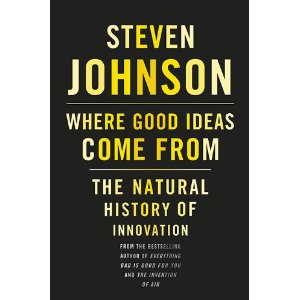 STEVEN
JOHNSON
WHERE GOOD IDEAS
COME FROM
THE NATURAL
HISTORY OF
INNOVATION
FROM THE BESTSELLING
AUTHOR OF EVERYTHING
BAD IS GOOD FOR YOU
AND THE INVENTION
OF AIR